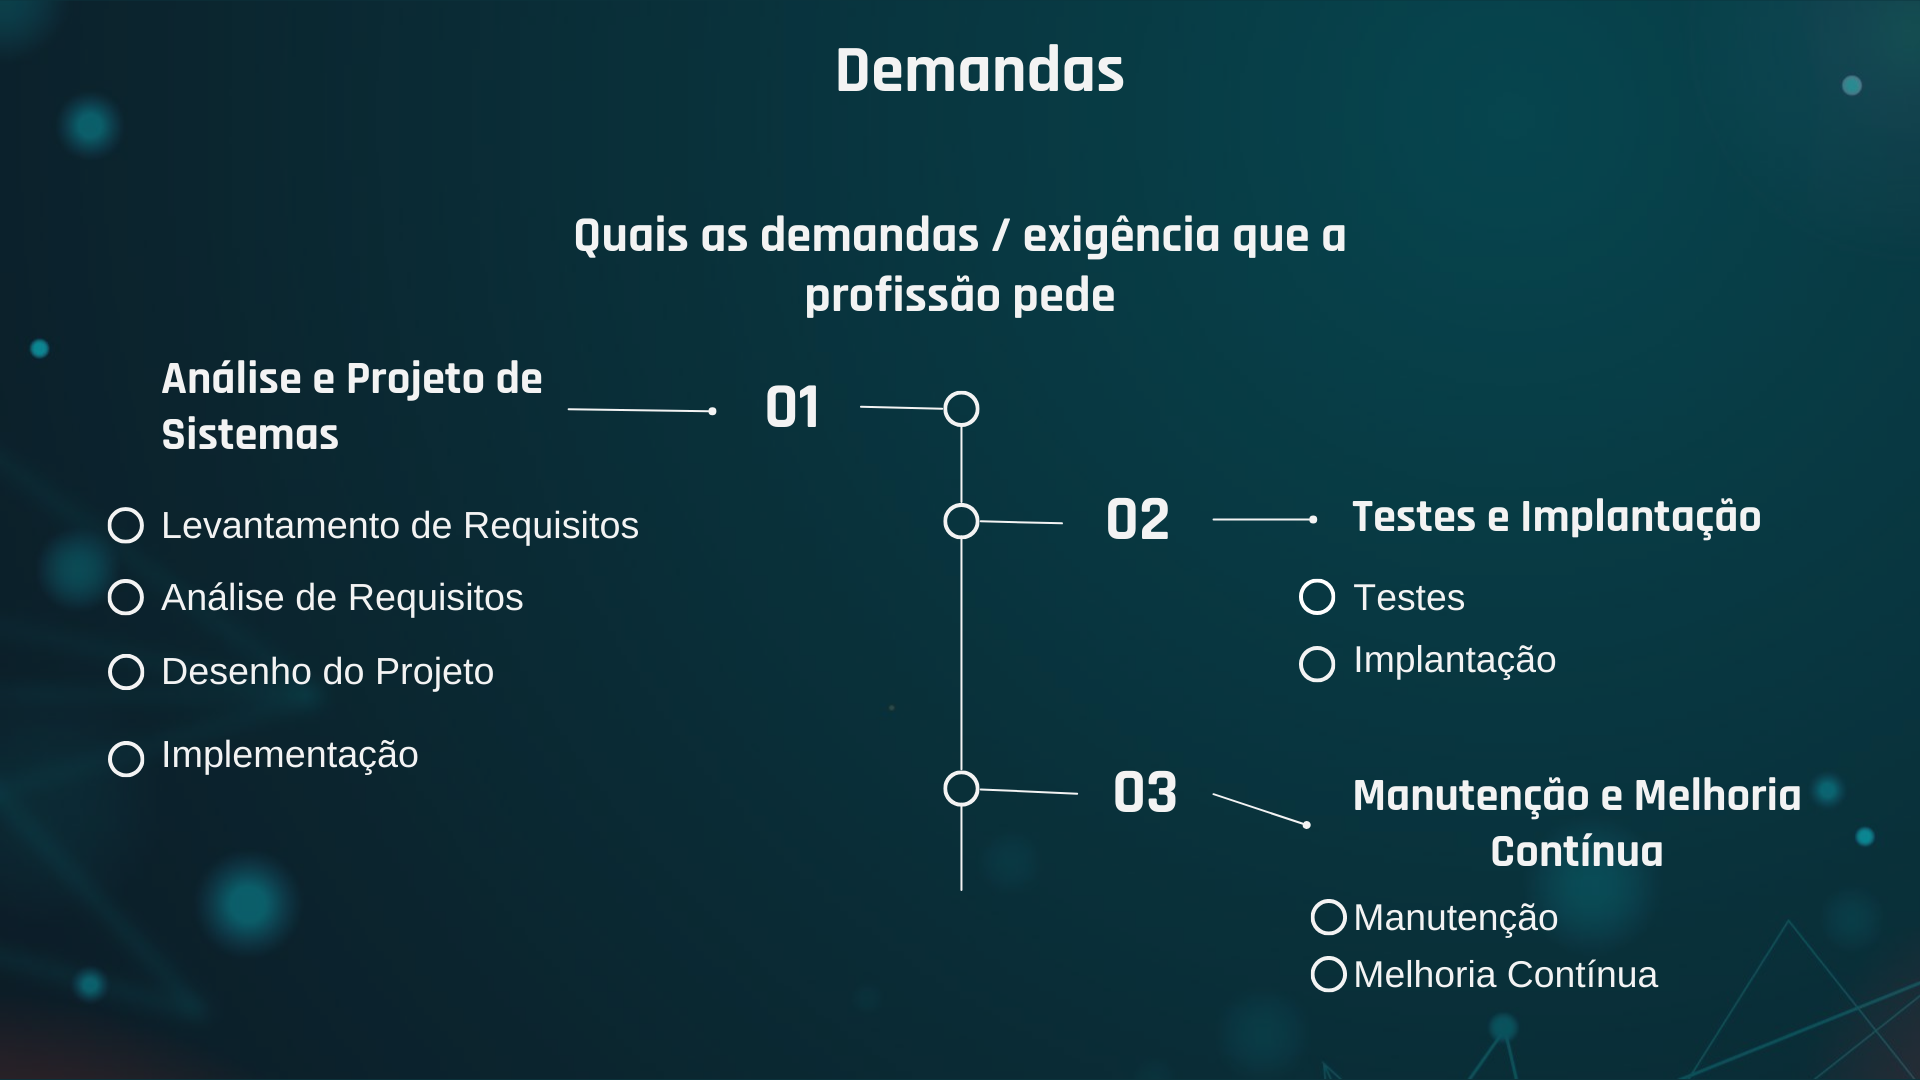 Demandas
Quais as demandas / exigência que a
profissão pede
Análise e Projeto de
Sistemas
01
Levantamento de Requisitos
Análise de Requisitos
Desenho do Projeto
Implementação
02
Testes e Implantação
Testes
Implantação
03
Manutenção e Melhoria
Contínua
Manutenção
Melhoria Contínua